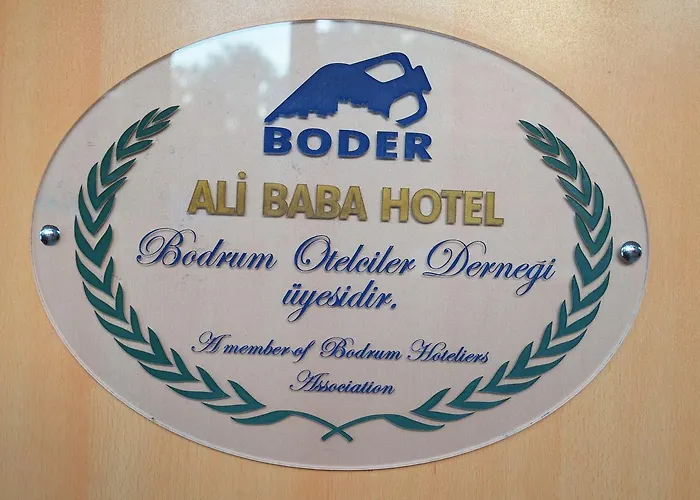 BODER
ALİ BABA HOTEL
Bodrum Otelciler Derneği
üyesidir.
A member of Bodrum Hoteliers
Association